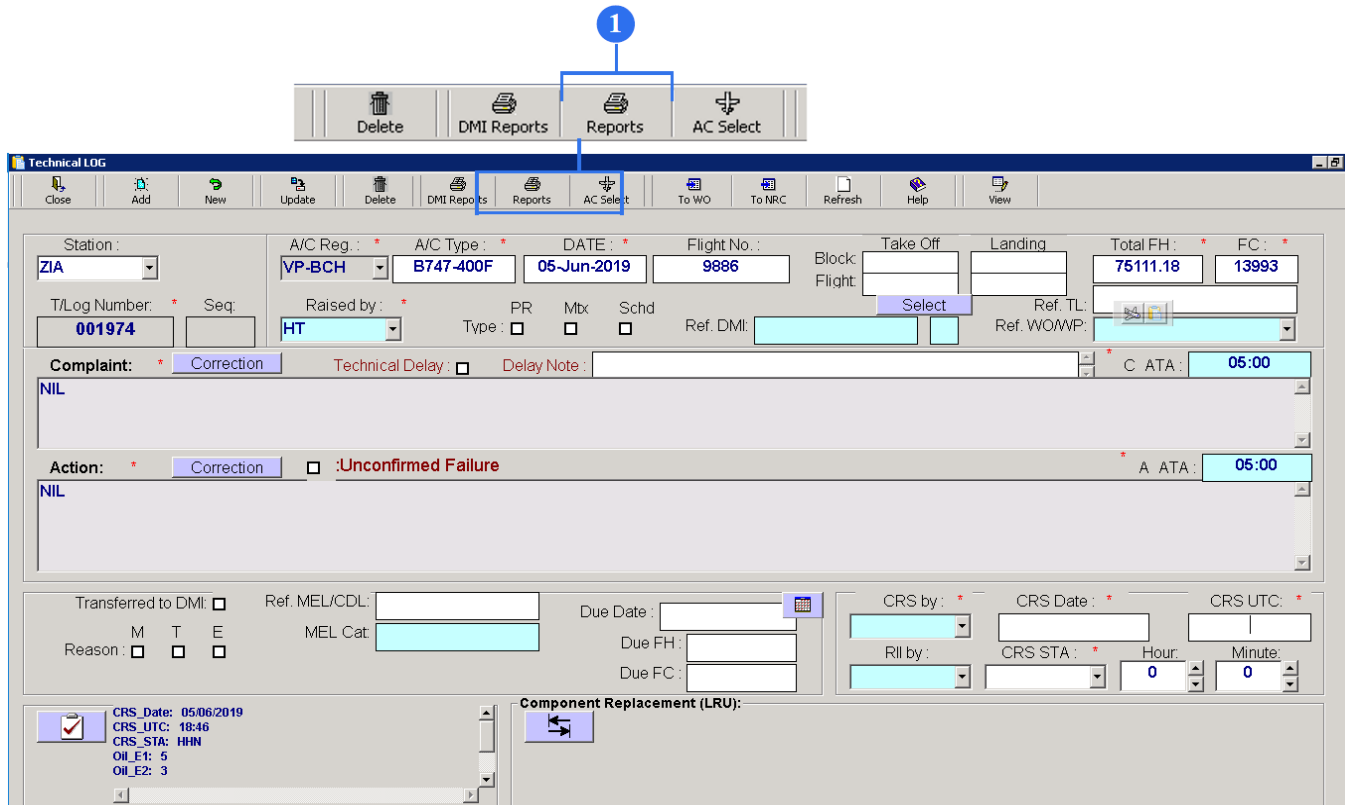 1
Delete DMI Reports Reports AC Select
Technical LOG
Close Add New Update Delete DMI Reports Reports AC Select To WO To NRC Refresh Help View
Station : A/C Reg. : * A/C Type : * DATE : * Flight No. : Take Off Landing Total FH : * FC : *
ZIA VP-BCH B747-400F 05-Jun-2019 9886 Block: 75111.18 13993
Flight:
T/Log Number: * Seq: Raised by : * PR Mtx Schd Select Ref. TL:
001974 HT Type : Ref. DMI: Ref. WO/WP:
Complaint: * Correction Technical Delay : Delay Note : * C ATA : 05:00
NIL
Action: * Correction :Unconfirmed Failure * A ATA : 05:00
NIL
Transferred to DMI: Ref. MEL/CDL: Due Date : CRS by : * CRS Date : * CRS UTC: *
M T E MEL Cat: Due FH :
Reason : RII by : CRS STA : * Hour: Minute:
Due FC : 0 0
CRS_Date: 05/06/2019 Component Replacement (LRU):
CRS_UTC: 18:46
CRS_STA: HHN
Oil_E1: 5
Oil_E2: 3